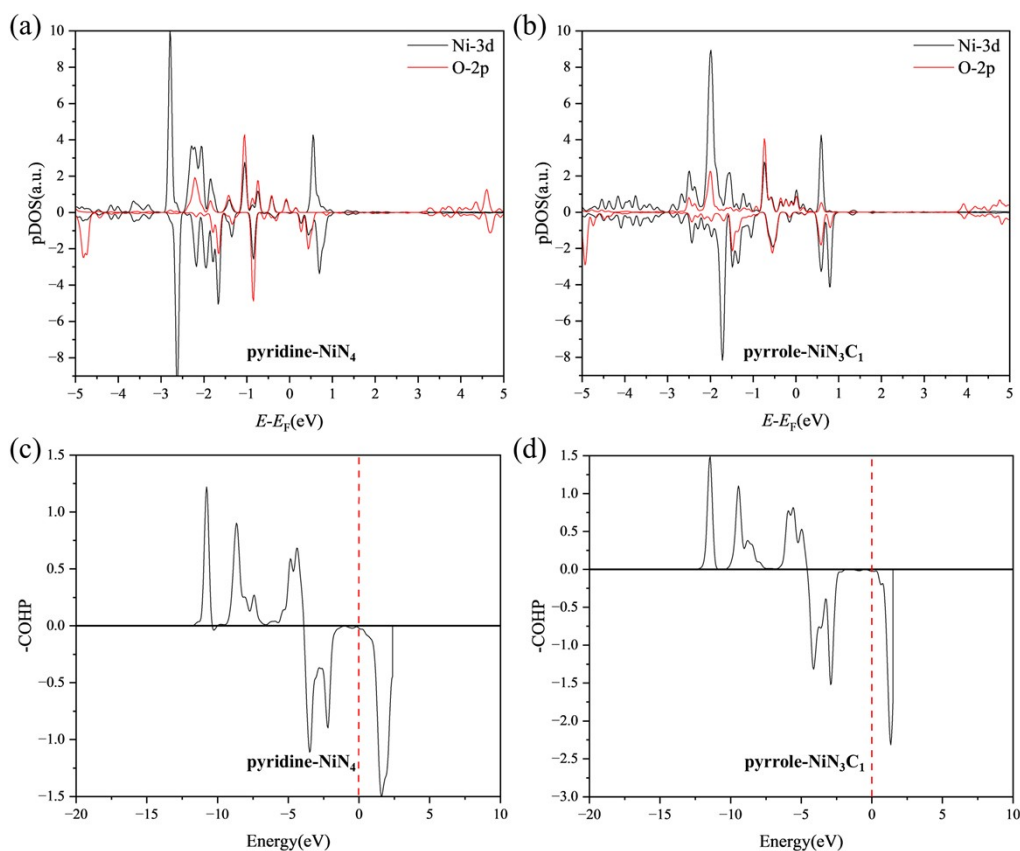 (a)
10
8
6
4
2
0
−2
−4
−6
−8
pDOS(a.u.)
Ni-3d
O-2p
pyridine-NiN₄
−5 −4 −3 −2 −1 0 1 2 3 4 5
E-E_F(eV)
(b)
10
8
6
4
2
0
−2
−4
−6
−8
pDOS(a.u.)
Ni-3d
O-2p
pyrrole-NiN₃C₁
−5 −4 −3 −2 −1 0 1 2 3 4 5
E-E_F(eV)
(c)
1.5
1.0
0.5
0.0
−0.5
−1.0
−1.5
-COHP
pyridine-NiN₄
−20 −15 −10 −5 0 5 10
Energy(eV)
(d)
1.5
1.0
0.5
0.0
−0.5
−1.0
−1.5
−2.0
−2.5
−3.0
-COHP
pyrrole-NiN₃C₁
−20 −15 −10 −5 0 5 10
Energy(eV)